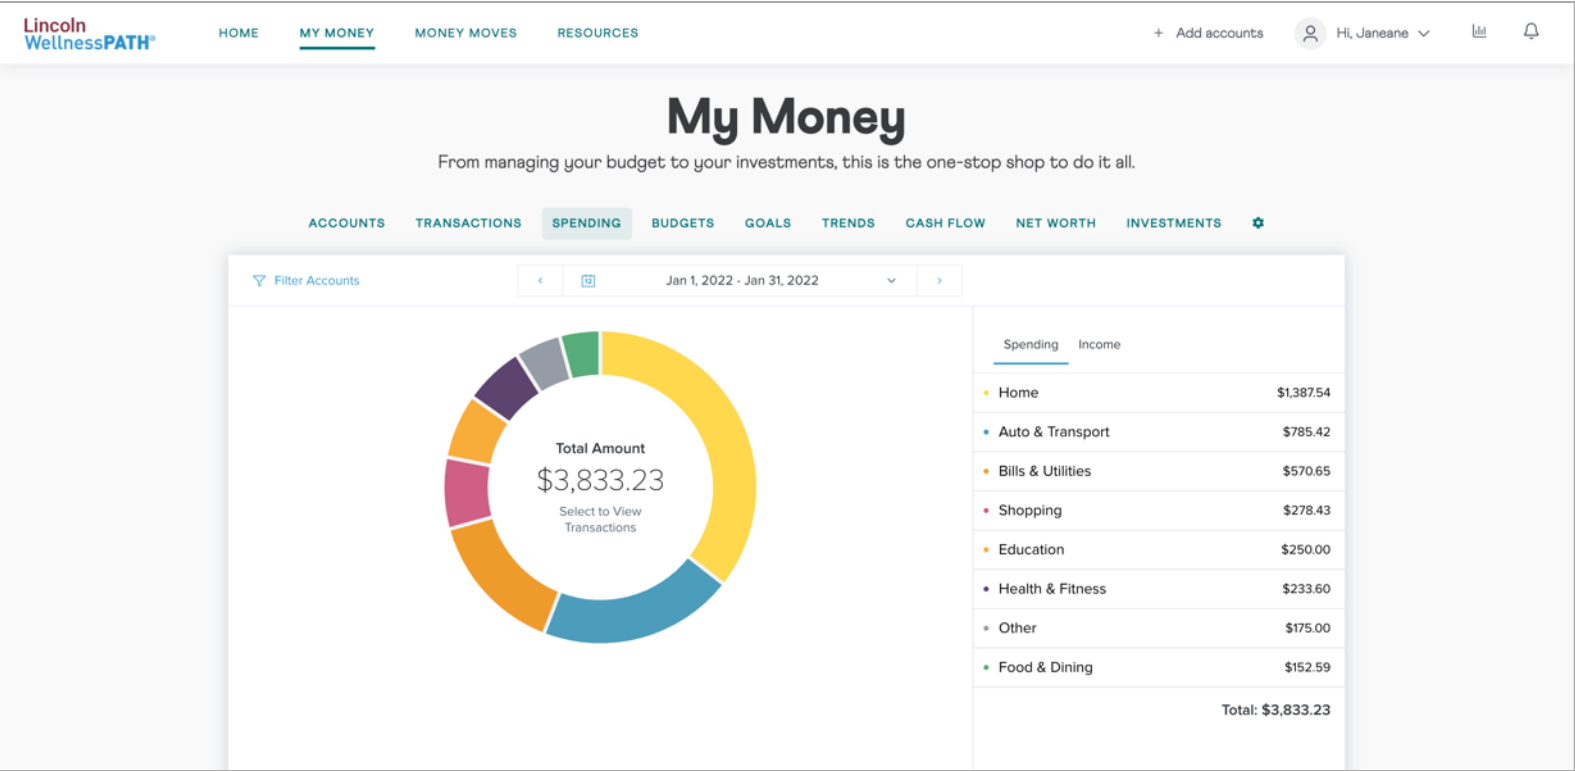 Lincoln
WellnessPATH®
HOME MY MONEY MONEY MOVES RESOURCES + Add accounts Hi, Janeane
My Money
From managing your budget to your investments, this is the one-stop shop to do it all.
ACCOUNTS TRANSACTIONS SPENDING BUDGETS GOALS TRENDS CASH FLOW NET WORTH INVESTMENTS
Filter Accounts 12 Jan 1, 2022 - Jan 31, 2022
Total Amount
$3,833.23
Select to View
Transactions
Spending Income
Home $1,387.54
Auto & Transport $785.42
Bills & Utilities $570.65
Shopping $278.43
Education $250.00
Health & Fitness $233.60
Other $175.00
Food & Dining $152.59
Total: $3,833.23